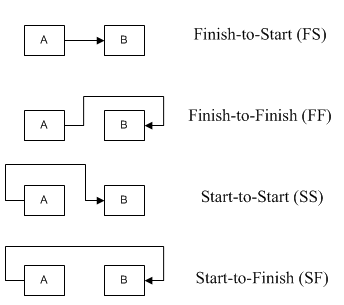 A B Finish-to-Start (FS)
A B Finish-to-Finish (FF)
A B Start-to-Start (SS)
A B Start-to-Finish (SF)